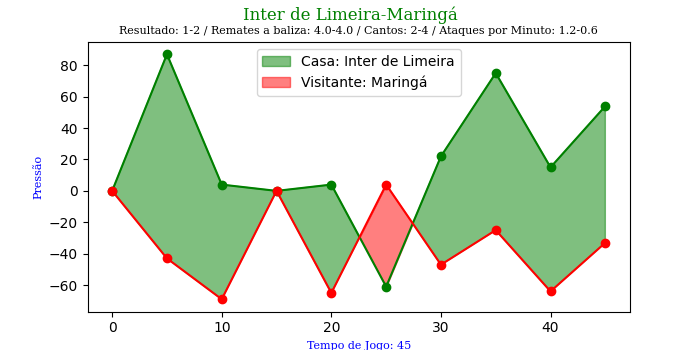 Inter de Limeira-Maringá
Resultado: 1-2 / Remates a baliza: 4.0-4.0 / Cantos: 2-4 / Ataques por Minuto: 1.2-0.6
Casa: Inter de Limeira
Visitante: Maringá
Pressão
80
60
40
20
0
−20
−40
−60
0
10
20
30
40
Tempo de Jogo: 45